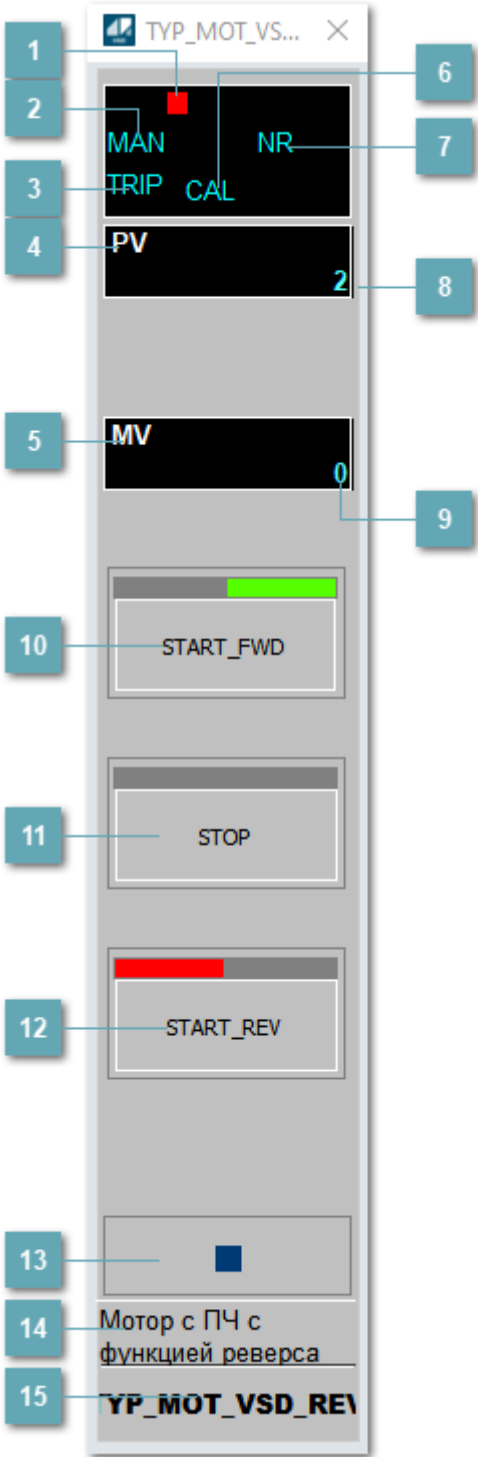 TYP_MOT_VS...
1
6
2
MAN
NR
7
3
TRIP
CAL
4
PV
2
8
5
MV
0
9
10
START_FWD
11
STOP
12
START_REV
13
14
Мотор с ПЧ с
функцией реверса
15
TYP_MOT_VSD_REV